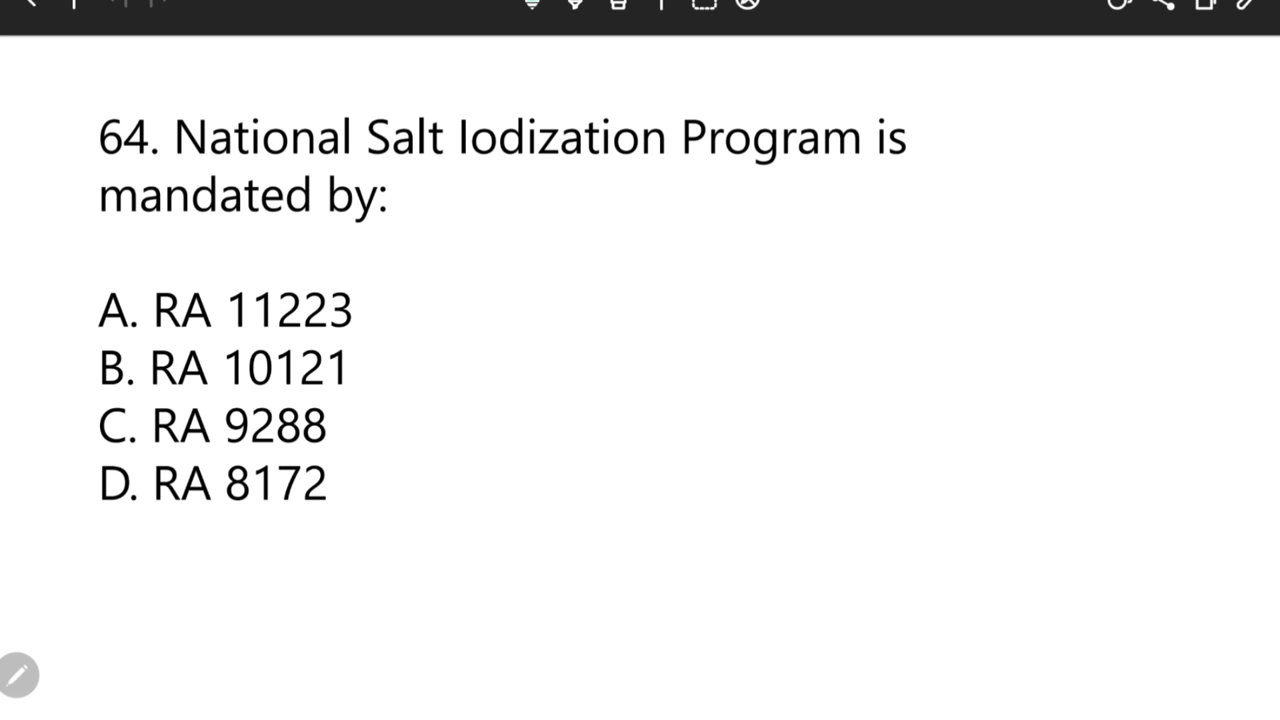 64. National Salt Iodization Program is
mandated by:
A. RA 11223
B. RA 10121
C. RA 9288
D. RA 8172